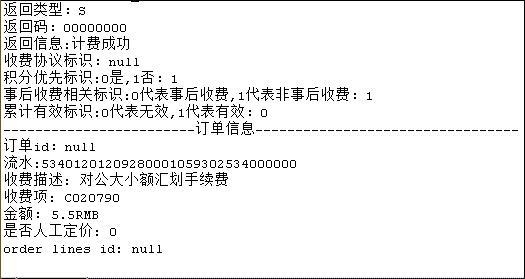 返回类型: S
返回码: 00000000
返回信息:计费成功
收费协议标识: null
积分优先标识:0是,1否: 1
事后收费相关标识:0代表事后收费,1代表非事后收费: 1
累计有效标识:0代表无效,1代表有效: 0
------------------------订单信息---------------------------------
订单id: null
流水:53401201209280001059302534000000
收费描述: 对公大小额汇划手续费
收费项: C020790
金额: 5.5RMB
是否人工定价: 0
order lines id: null